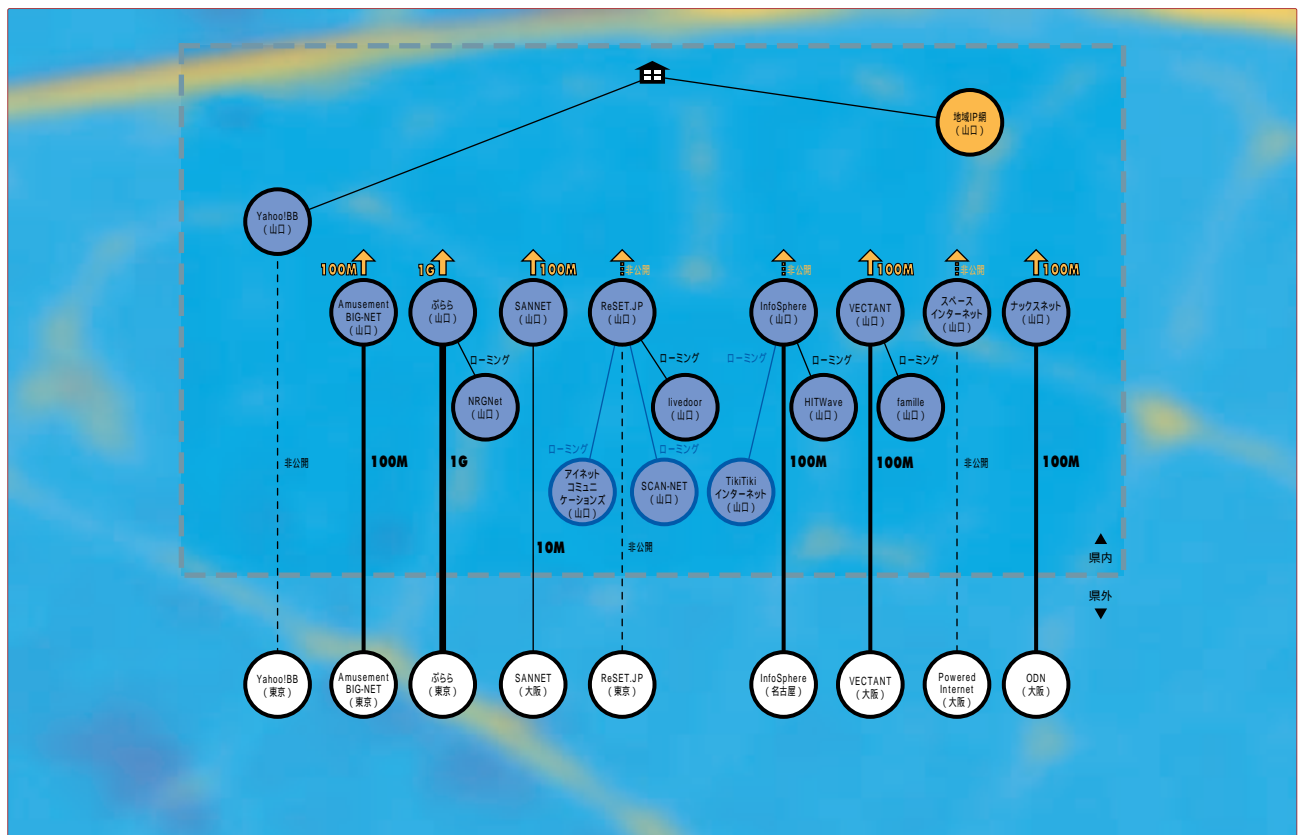 地域IP網
(山口)
Yahoo!BB
(山口)
100M
1G
100M
非公開
非公開
100M
非公開
100M
Amusement
BIG-NET
(山口)
ぷらら
(山口)
SANNET
(山口)
ReSET.JP
(山口)
InfoSphere
(山口)
VECTANT
(山口)
スペース
インターネット
(山口)
ナックスネット
(山口)
ローミング
ローミング
ローミング
ローミング
ローミング
NRGNet
(山口)
livedoor
(山口)
HITWave
(山口)
famille
(山口)
ローミング
ローミング
非公開
100M
1G
100M
100M
非公開
100M
アイネット
コミュニ
ケーションズ
(山口)
SCAN-NET
(山口)
TikiTiki
インターネット
(山口)
10M
非公開
▲
県内
県外
▼
Yahoo!BB
(東京)
Amusement
BIG-NET
(東京)
ぷらら
(東京)
SANNET
(大阪)
ReSET.JP
(東京)
InfoSphere
(名古屋)
VECTANT
(大阪)
Powered
Internet
(大阪)
ODN
(大阪)